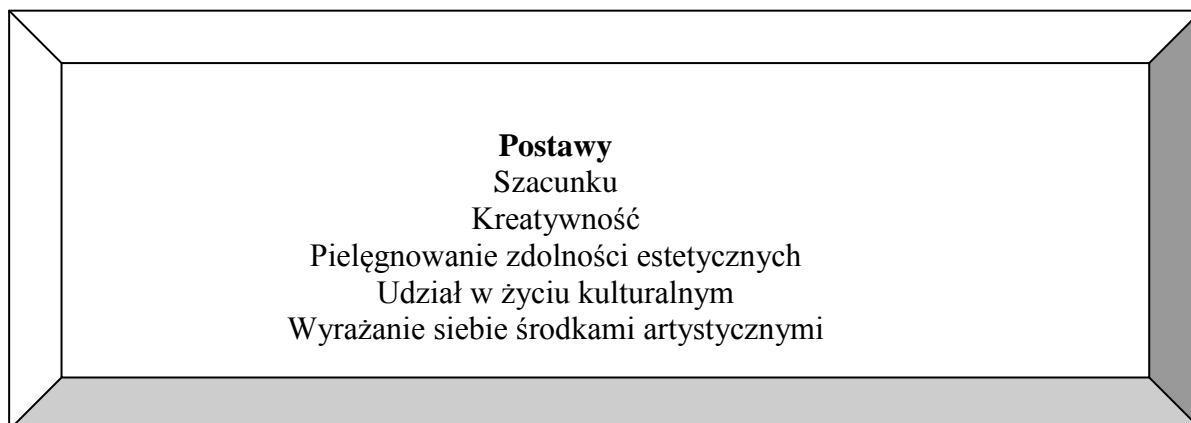 Postawy
Szacunku
Kreatywność
Pielęgnowanie zdolności estetycznych
Udział w życiu kulturalnym
Wyrażanie siebie środkami artystycznymi